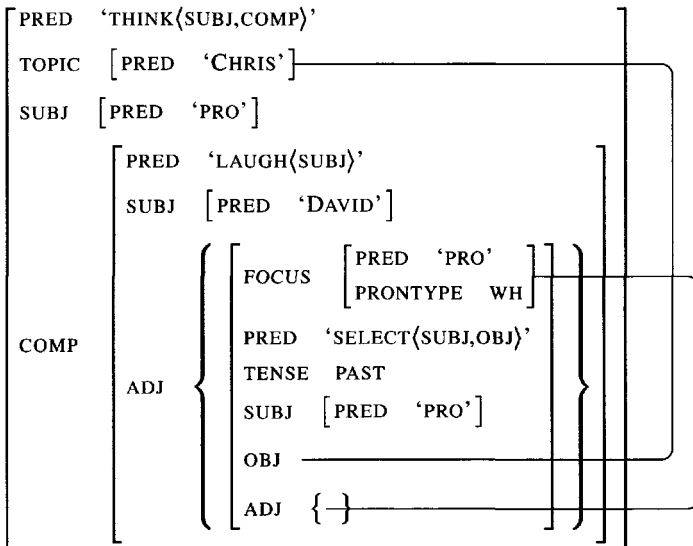 PRED ‘THINK⟨SUBJ,COMP⟩’
TOPIC [PRED ‘CHRIS’]
SUBJ [PRED ‘PRO’]
PRED ‘LAUGH⟨SUBJ⟩’
SUBJ [PRED ‘DAVID’]
PRED ‘PRO’
FOCUS
PRONTYPE WH
PRED ‘SELECT⟨SUBJ,OBJ⟩’
COMP
TENSE PAST
ADJ
SUBJ [PRED ‘PRO’]
OBJ
ADJ { }